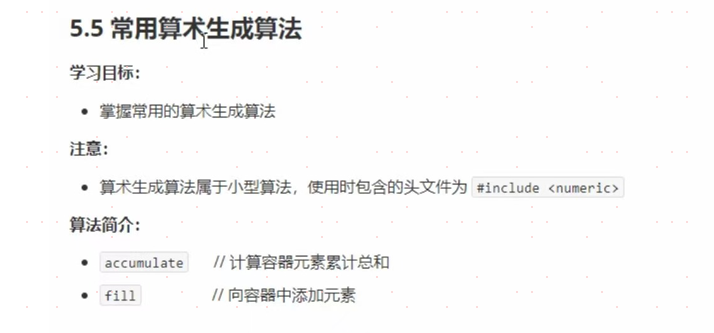 5.5 常用算术生成算法
学习目标：
掌握常用的算术生成算法
注意：
算术生成算法属于小型算法，使用时包含的头文件为 #include <numeric>
算法简介：
accumulate // 计算容器元素累计总和
fill // 向容器中添加元素